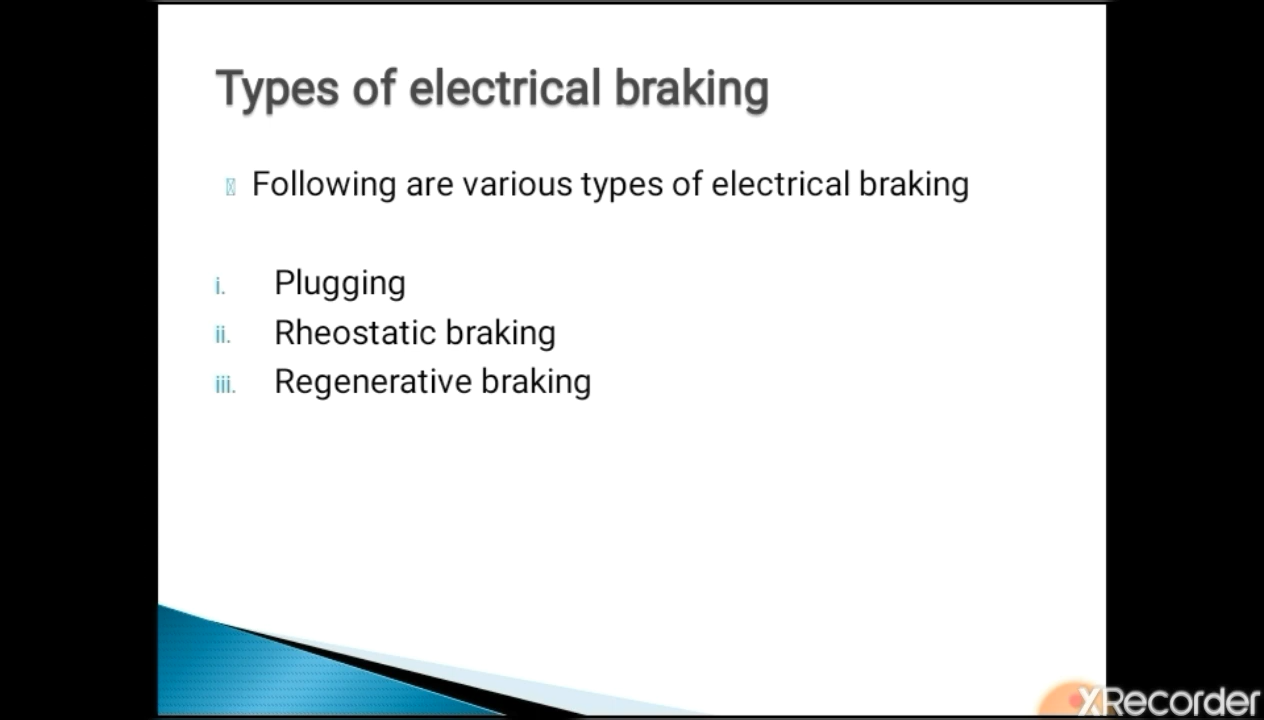 Types of electrical braking
Following are various types of electrical braking
i. Plugging
ii. Rheostatic braking
iii. Regenerative braking
XRecorder